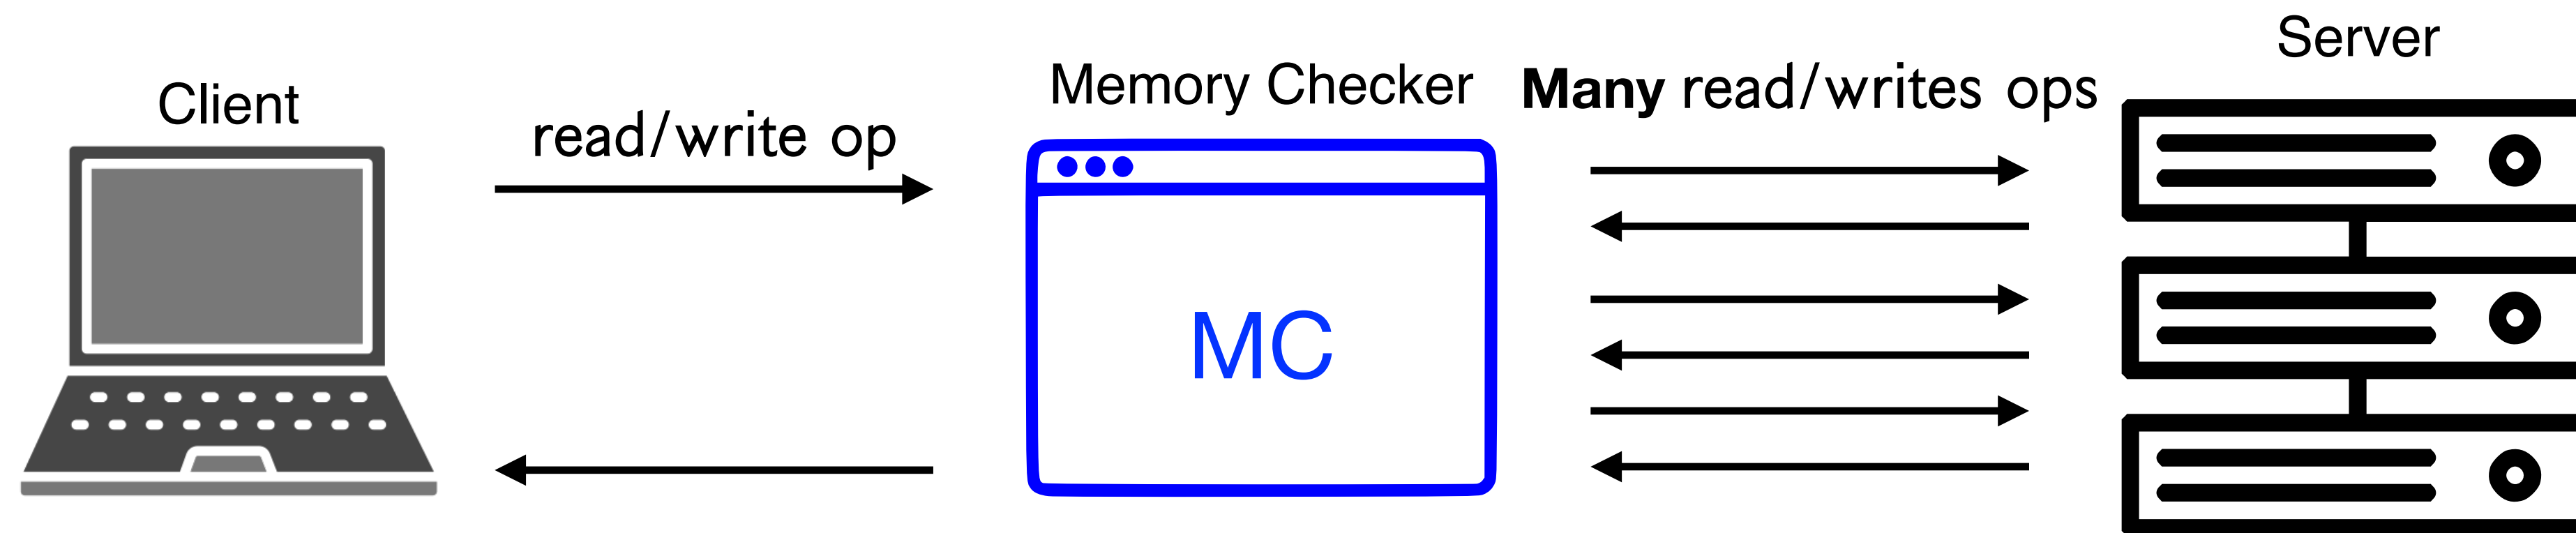 Client
read/write op
Memory Checker
MC
Many read/writes ops
Server